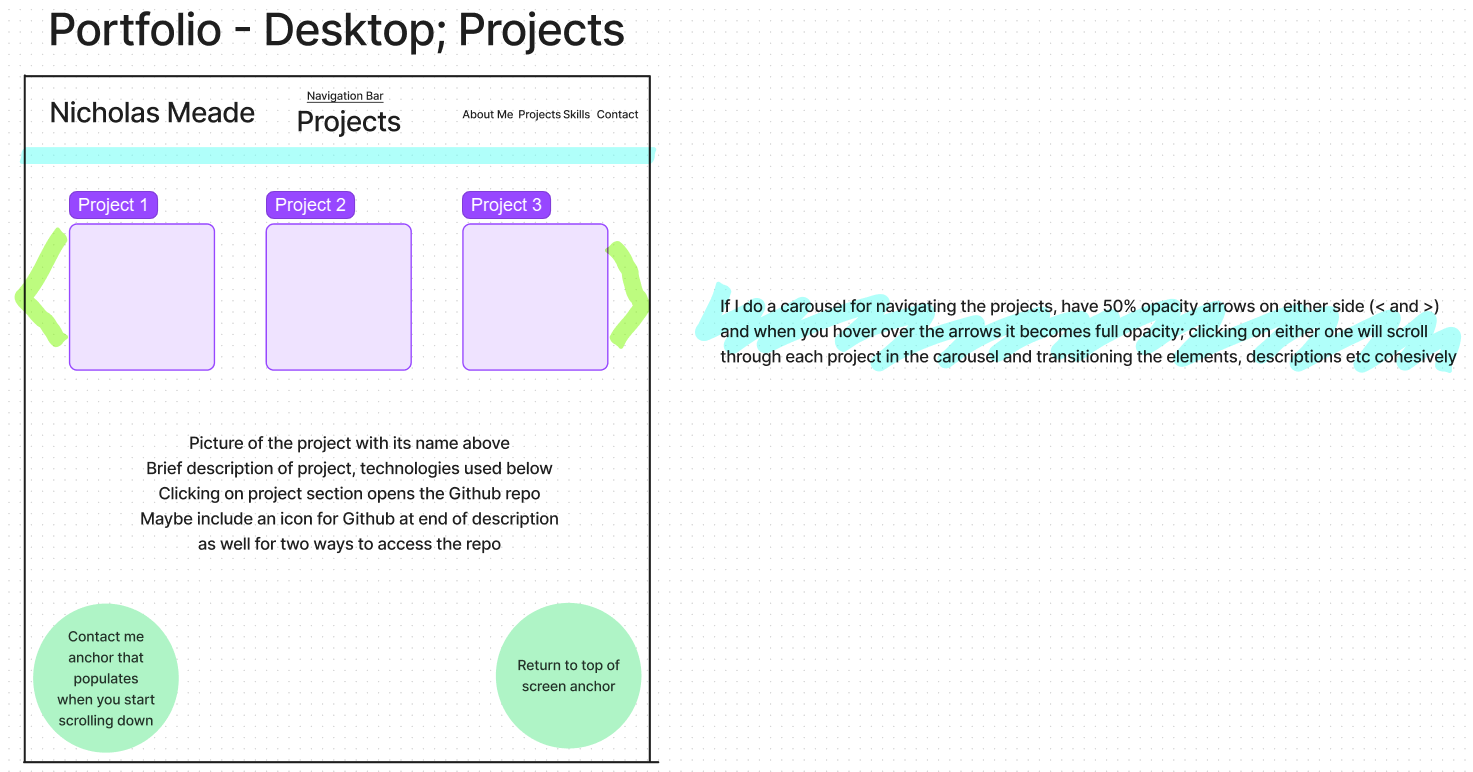 Portfolio - Desktop; Projects
Nicholas Meade
Navigation Bar
Projects
About Me Projects Skills Contact
Project 1
Project 2
Project 3
If I do a carousel for navigating the projects, have 50% opacity arrows on either side (< and >)
and when you hover over the arrows it becomes full opacity; clicking on either one will scroll
through each project in the carousel and transitioning the elements, descriptions etc cohesively
Picture of the project with its name above
Brief description of project, technologies used below
Clicking on project section opens the Github repo
Maybe include an icon for Github at end of description
as well for two ways to access the repo
Contact me
anchor that
populates
when you start
scrolling down
Return to top of
screen anchor